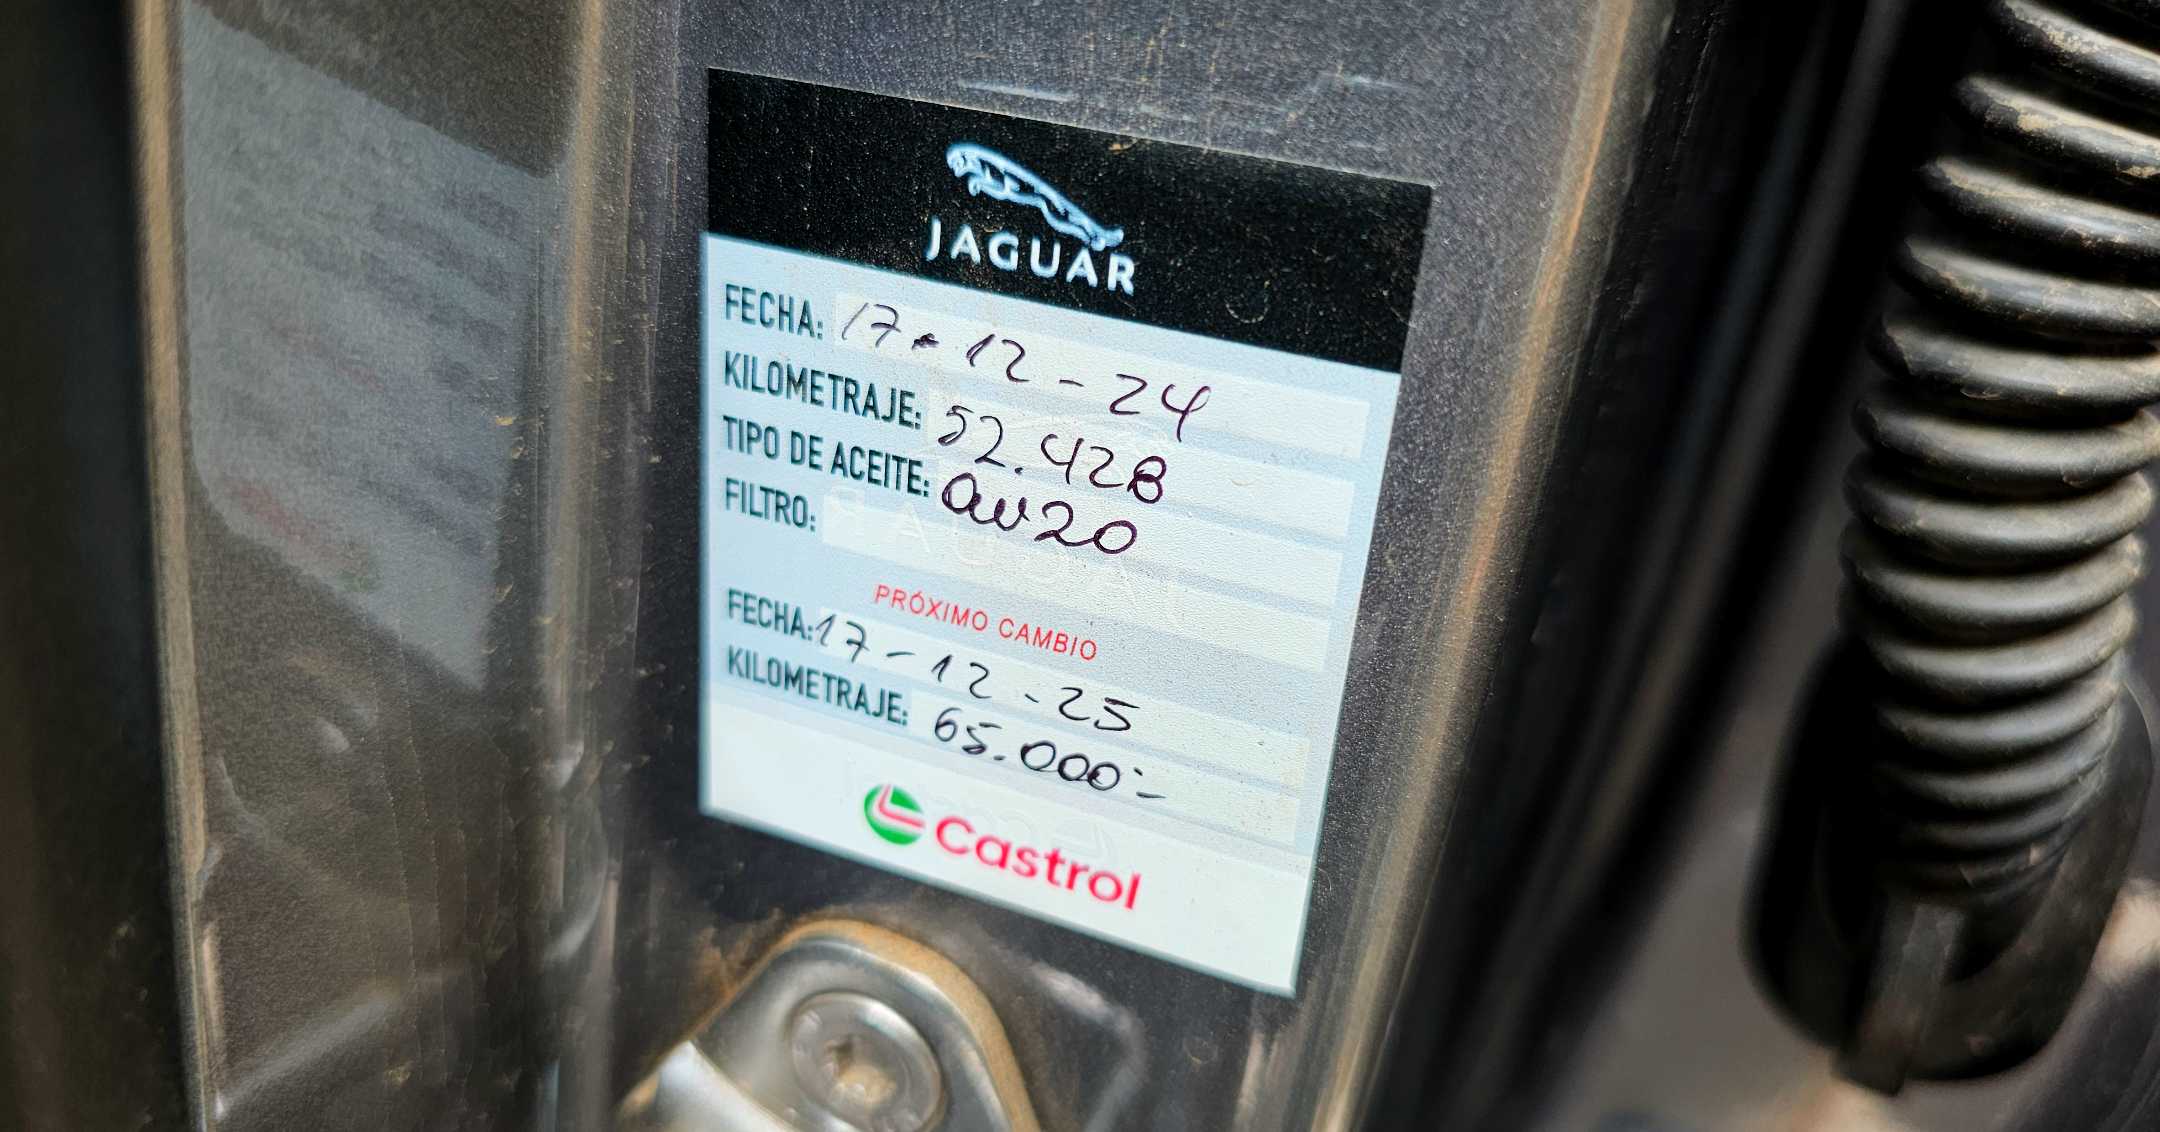 JAGUAR
FECHA: 17-12-24
KILOMETRAJE: 52.428
TIPO DE ACEITE: 0w20
FILTRO:
PRÓXIMO CAMBIO
FECHA: 17-12-25
KILOMETRAJE: 65.000.-
Castrol